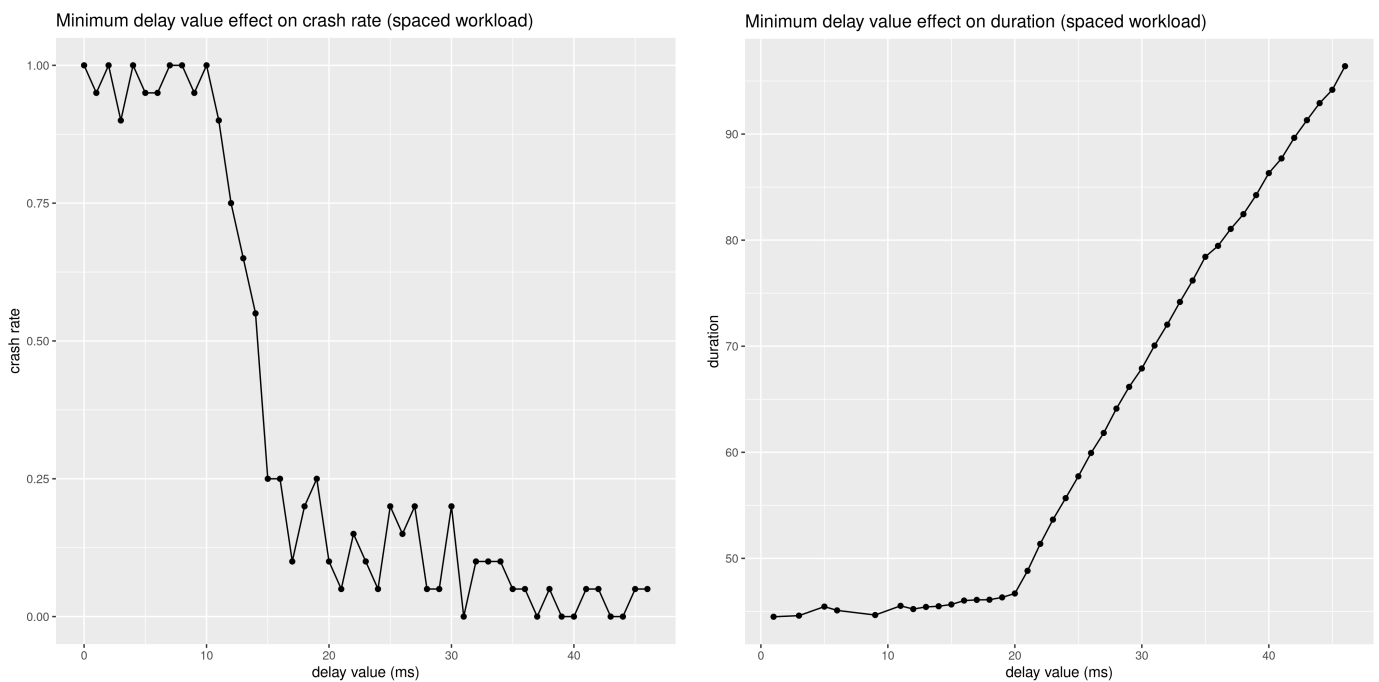 Minimum delay value effect on crash rate (spaced workload)
1.00
0.75
0.50
0.25
0.00
crash rate
0 10 20 30 40
delay value (ms)
Minimum delay value effect on duration (spaced workload)
90
80
70
60
50
duration
0 10 20 30 40
delay value (ms)